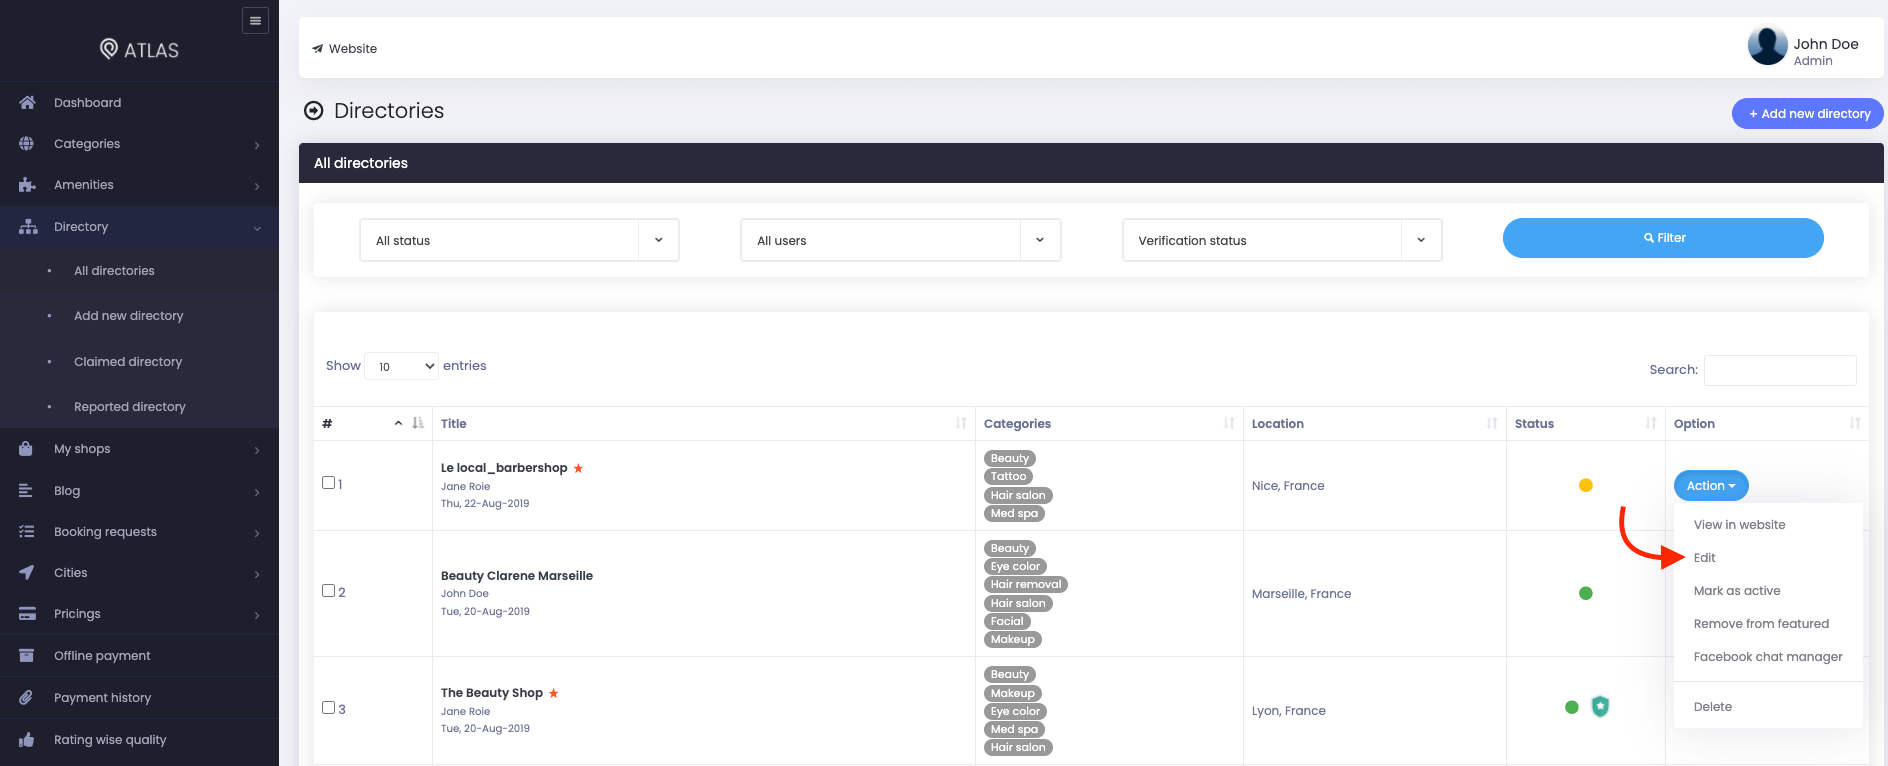 ATLAS
Dashboard
Categories
Amenities
Directory
All directories
Add new directory
Claimed directory
Reported directory
My shops
Blog
Booking requests
Cities
Pricings
Offline payment
Payment history
Rating wise quality
Website
John Doe
Admin
Directories
+ Add new directory
All directories
All status
All users
Verification status
Filter
Show 10 entries
Search:
# Title Categories Location Status Option
1
Le local_barbershop
Jane Roie
Thu, 22-Aug-2019
Beauty
Tattoo
Hair salon
Med spa
Nice, France
Action
View in website
Edit
Mark as active
Remove from featured
Facebook chat manager
Delete
2
Beauty Clarene Marseille
John Doe
Tue, 20-Aug-2019
Beauty
Eye color
Hair removal
Hair salon
Facial
Makeup
Marseille, France
3
The Beauty Shop
Jane Roie
Tue, 20-Aug-2019
Beauty
Makeup
Eye color
Med spa
Hair salon
Lyon, France